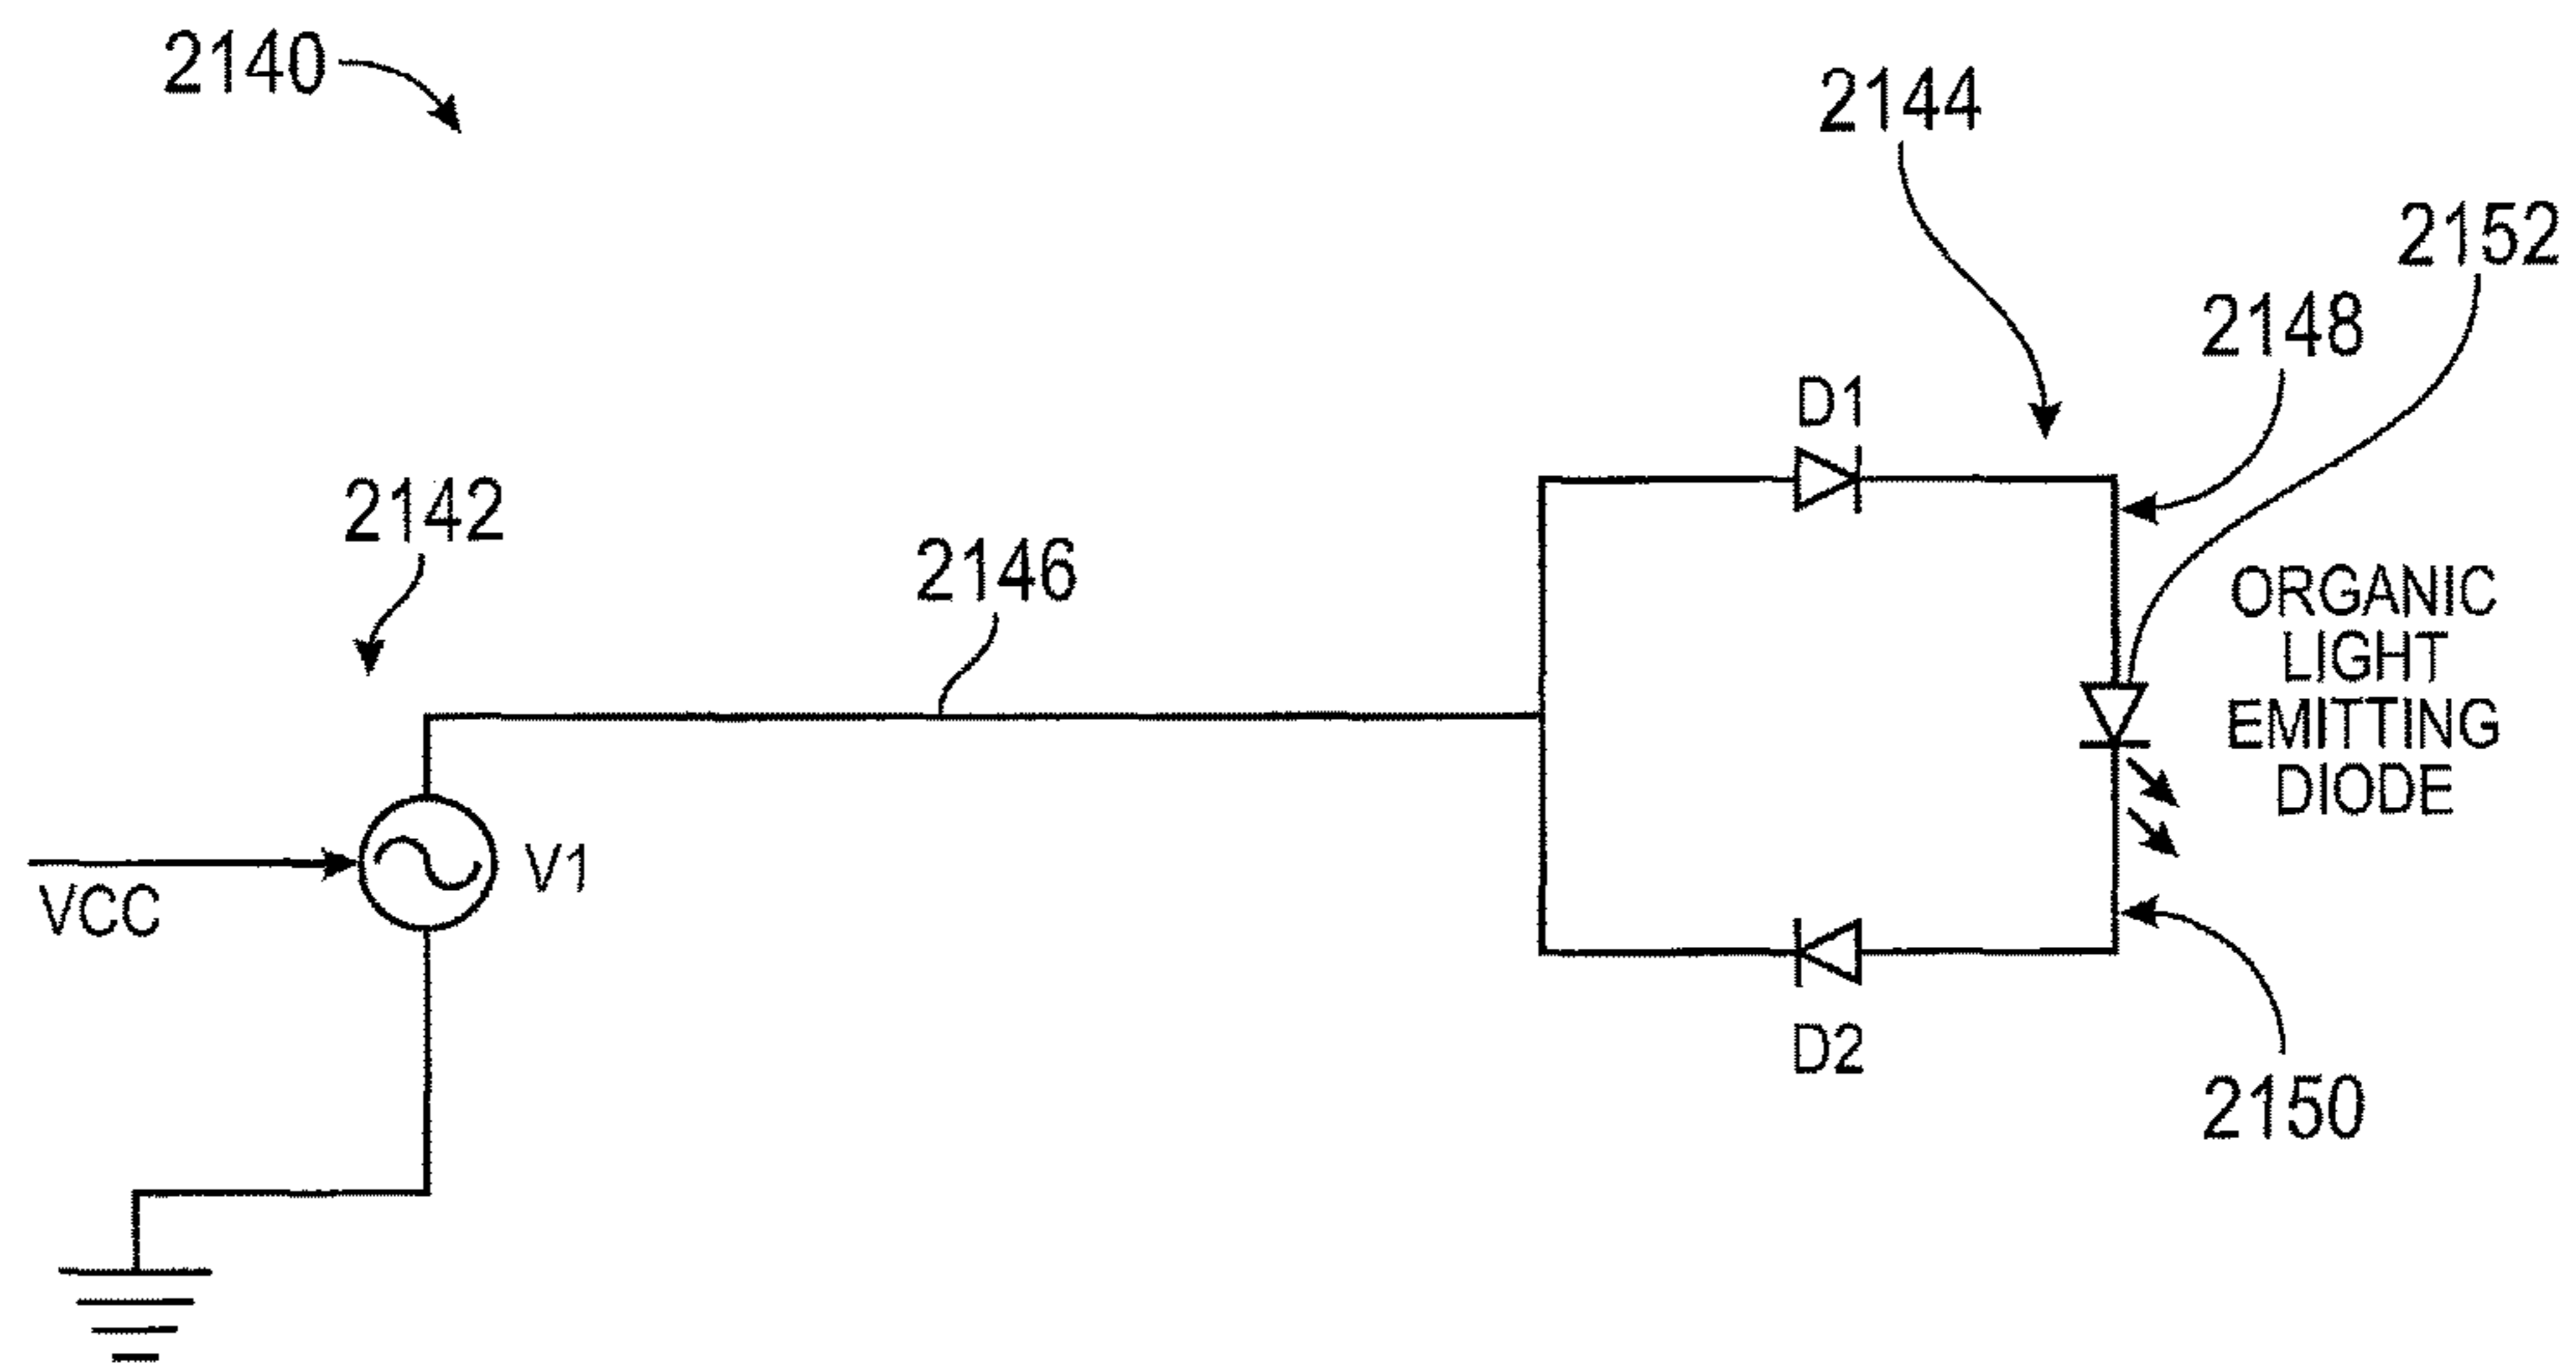 2140
2144
2152
2148
D1
2142
2146
ORGANIC
LIGHT
EMITTING
DIODE
V1
VCC
D2
2150